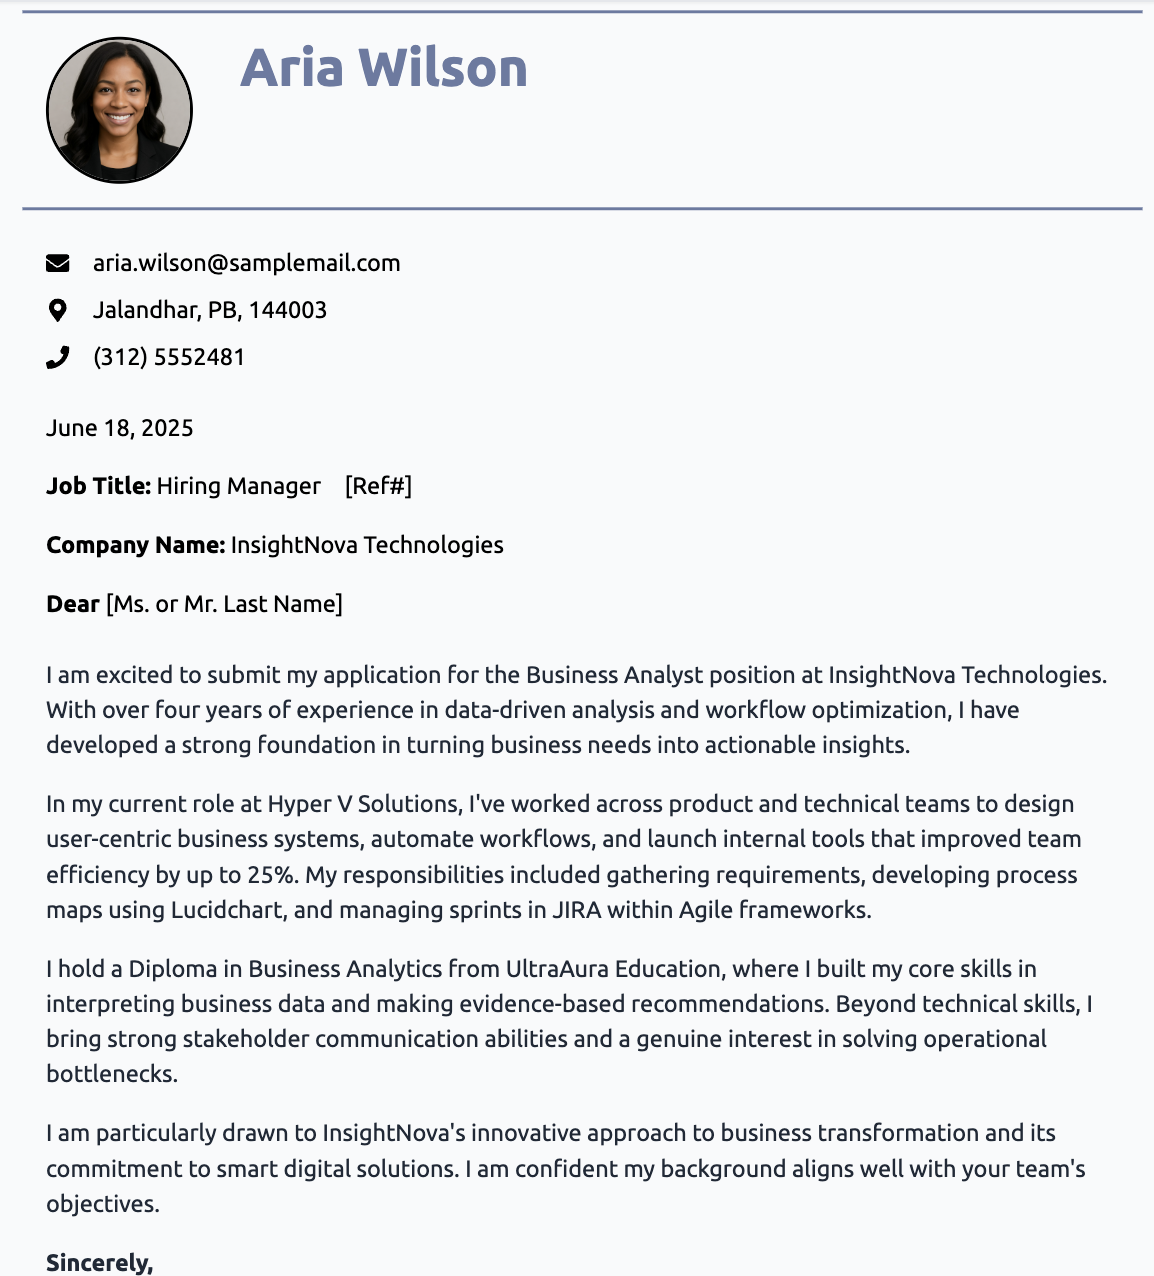 Aria Wilson
aria.wilson@samplemail.com
Jalandhar, PB, 144003
(312) 5552481
June 18, 2025
Job Title: Hiring Manager [Ref#]
Company Name: InsightNova Technologies
Dear [Ms. or Mr. Last Name]
I am excited to submit my application for the Business Analyst position at InsightNova Technologies.
With over four years of experience in data-driven analysis and workflow optimization, I have
developed a strong foundation in turning business needs into actionable insights.
In my current role at Hyper V Solutions, I've worked across product and technical teams to design
user-centric business systems, automate workflows, and launch internal tools that improved team
efficiency by up to 25%. My responsibilities included gathering requirements, developing process
maps using Lucidchart, and managing sprints in JIRA within Agile frameworks.
I hold a Diploma in Business Analytics from UltraAura Education, where I built my core skills in
interpreting business data and making evidence-based recommendations. Beyond technical skills, I
bring strong stakeholder communication abilities and a genuine interest in solving operational
bottlenecks.
I am particularly drawn to InsightNova's innovative approach to business transformation and its
commitment to smart digital solutions. I am confident my background aligns well with your team's
objectives.
Sincerely,